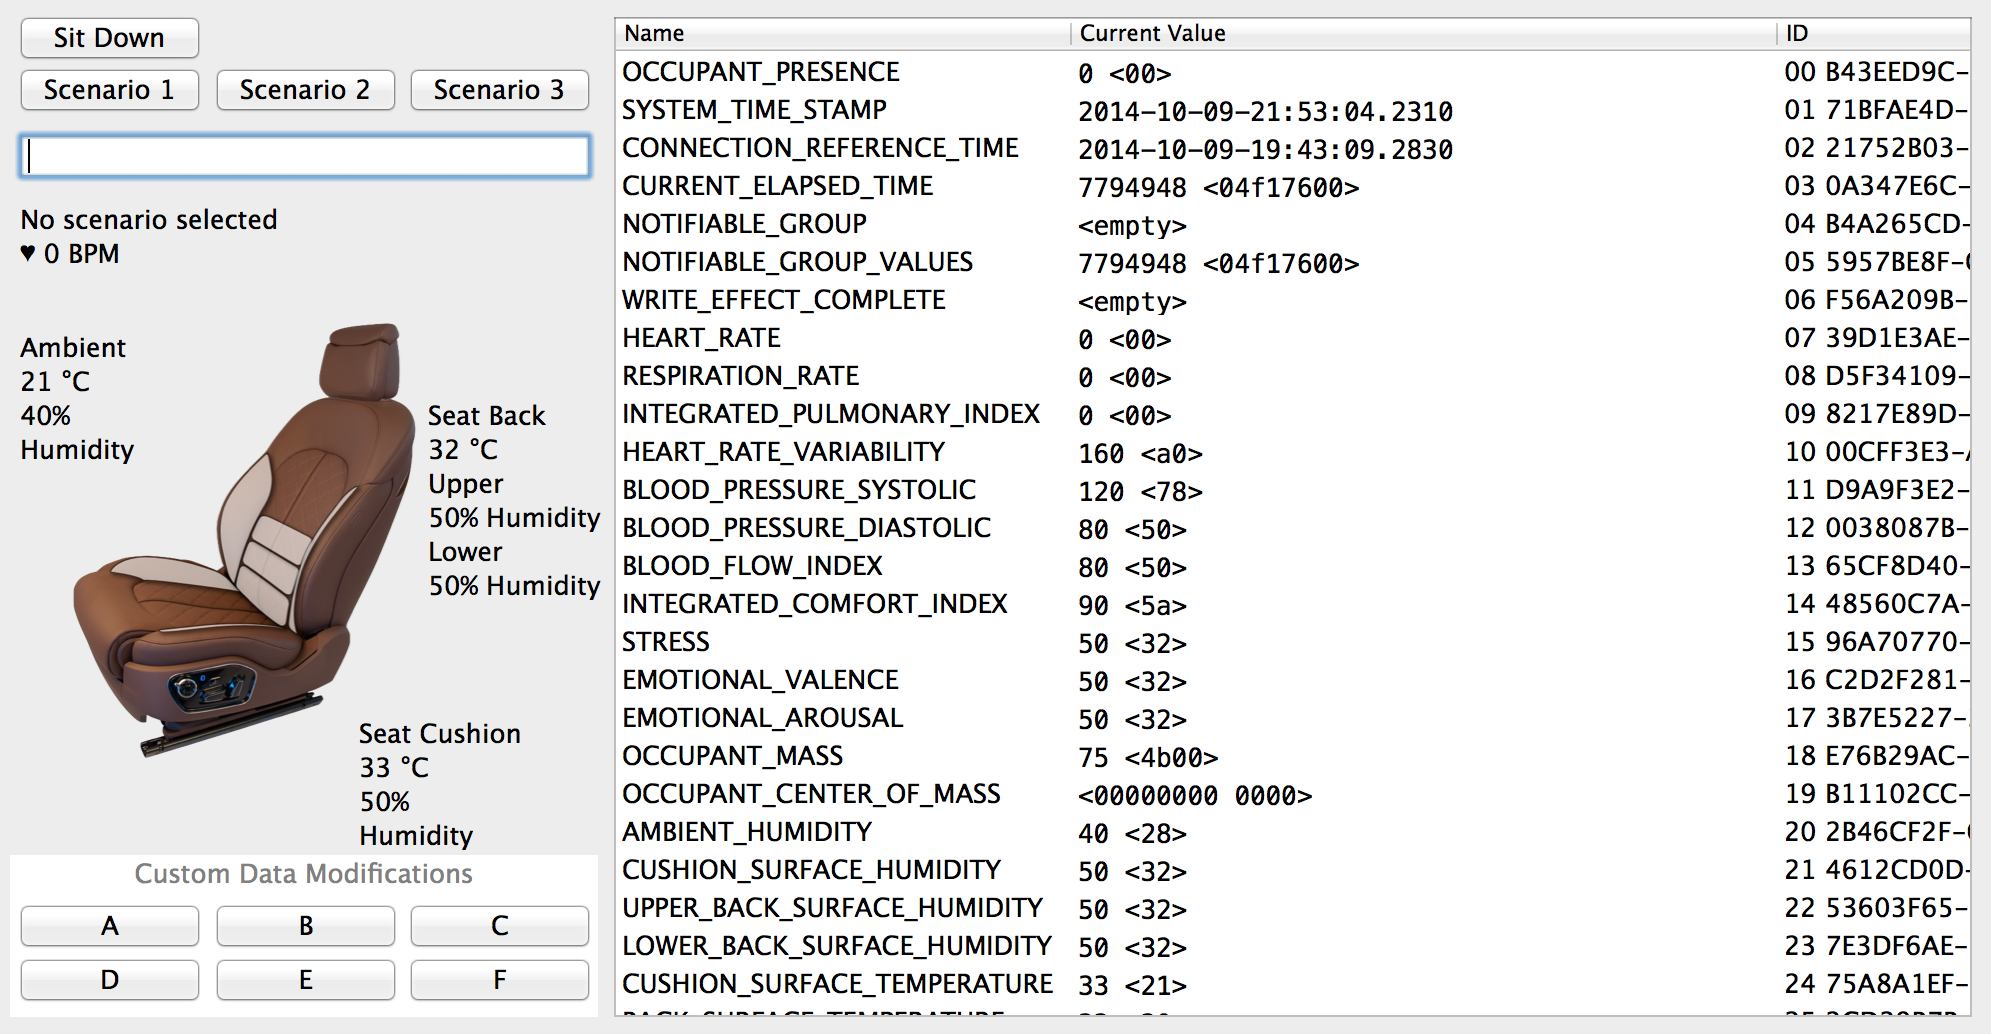 Sit Down
Scenario 1 Scenario 2 Scenario 3
No scenario selected
♥ 0 BPM
Ambient
21 °C
40%
Humidity
Seat Back
32 °C
Upper
50% Humidity
Lower
50% Humidity
Seat Cushion
33 °C
50%
Humidity
Custom Data Modifications
A B C
D E F
Name Current Value ID
OCCUPANT_PRESENCE 0 <00> 00 B43EED9C-
SYSTEM_TIME_STAMP 2014-10-09-21:53:04.2310 01 71BFAE4D-
CONNECTION_REFERENCE_TIME 2014-10-09-19:43:09.2830 02 21752B03-
CURRENT_ELAPSED_TIME 7794948 <04f17600> 03 0A347E6C-
NOTIFIABLE_GROUP <empty> 04 B4A265CD-
NOTIFIABLE_GROUP_VALUES 7794948 <04f17600> 05 5957BE8F-
WRITE_EFFECT_COMPLETE <empty> 06 F56A209B-
HEART_RATE 0 <00> 07 39D1E3AE-
RESPIRATION_RATE 0 <00> 08 D5F34109-
INTEGRATED_PULMONARY_INDEX 0 <00> 09 8217E89D-
HEART_RATE_VARIABILITY 160 <a0> 10 00CFF3E3-
BLOOD_PRESSURE_SYSTOLIC 120 <78> 11 D9A9F3E2-
BLOOD_PRESSURE_DIASTOLIC 80 <50> 12 0038087B-
BLOOD_FLOW_INDEX 80 <50> 13 65CF8D40-
INTEGRATED_COMFORT_INDEX 90 <5a> 14 48560C7A-
STRESS 50 <32> 15 96A70770-
EMOTIONAL_VALENCE 50 <32> 16 C2D2F281-
EMOTIONAL_AROUSAL 50 <32> 17 3B7E5227-
OCCUPANT_MASS 75 <4b00> 18 E76B29AC-
OCCUPANT_CENTER_OF_MASS <00000000 0000> 19 B11102CC-
AMBIENT_HUMIDITY 40 <28> 20 2B46CF2F-
CUSHION_SURFACE_HUMIDITY 50 <32> 21 4612CD0D-
UPPER_BACK_SURFACE_HUMIDITY 50 <32> 22 53603F65-
LOWER_BACK_SURFACE_HUMIDITY 50 <32> 23 7E3DF6AE-
CUSHION_SURFACE_TEMPERATURE 33 <21> 24 75A8A1EF-